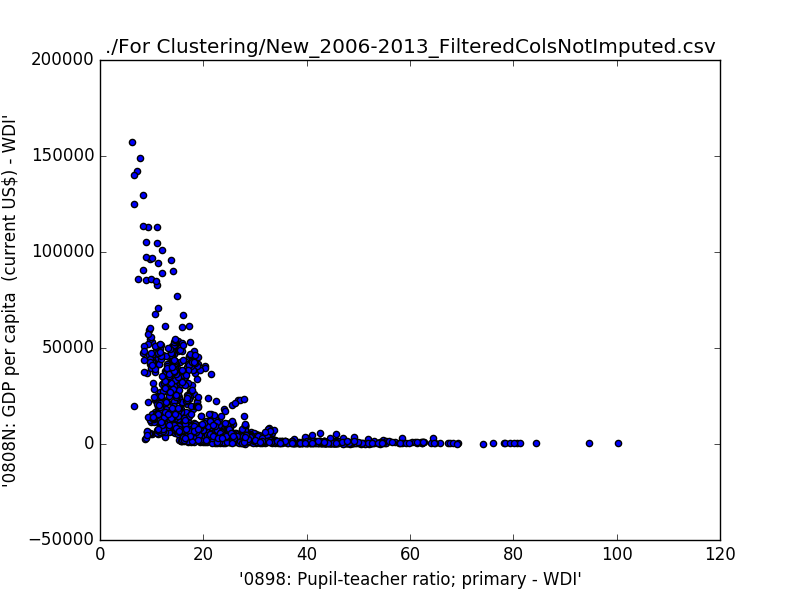 ./For Clustering/New_2006-2013_FilteredColsNotImputed.csv
200000
150000
100000
50000
0
−50000
'0808N: GDP per capita  (current US$) - WDI'
0 20 40 60 80 100 120
'0898: Pupil-teacher ratio; primary - WDI'